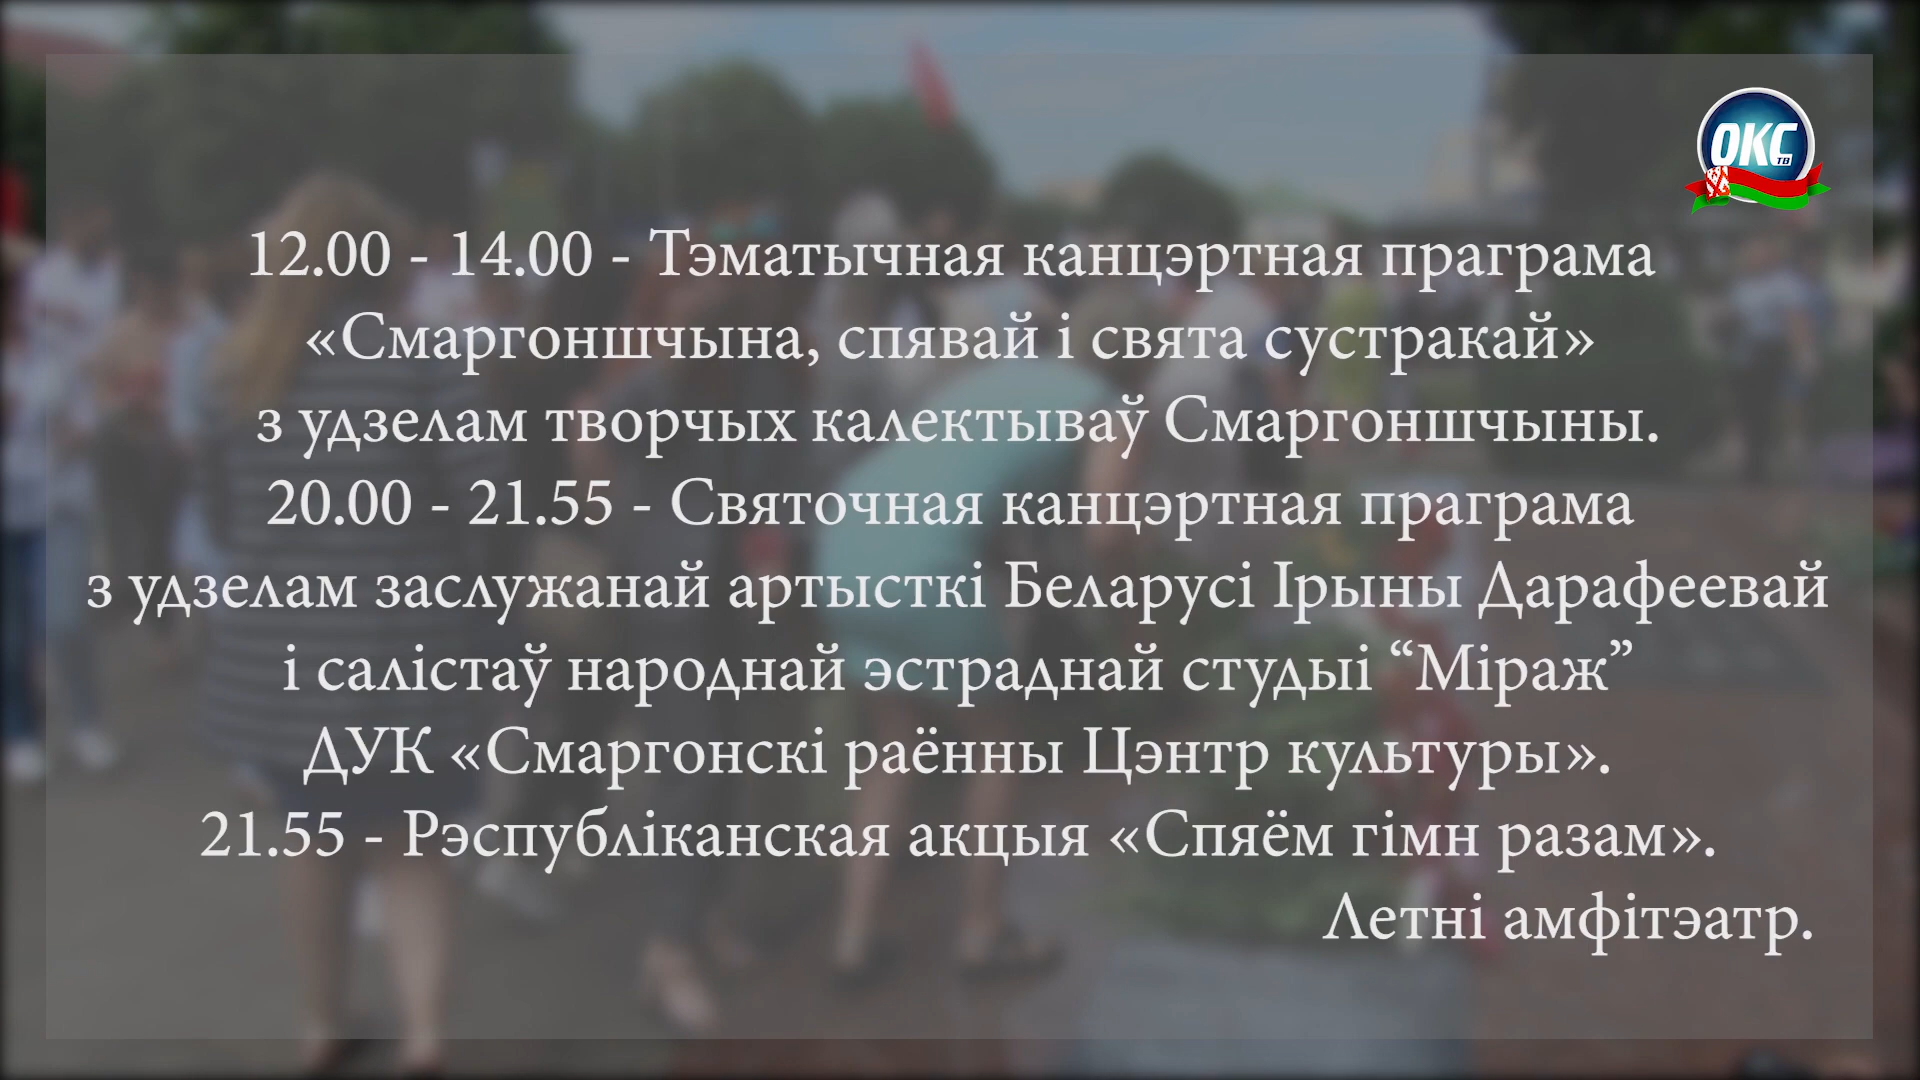 ОКС
ТВ
12.00 - 14.00 - Тэматычная канцэртная праграма
«Смаргоншчына, спявай і свята сустракай»
з удзелам творчых калектываў Смаргоншчыны.
20.00 - 21.55 - Святочная канцэртная праграма
з удзелам заслужанай артысткі Беларусі Ірыны Дарафеевай
і салістаў народнай эстраднай студыі “Міраж”
ДУК «Смаргонскі раённы Цэнтр культуры».
21.55 - Рэспубліканская акцыя «Спяём гімн разам».
Летні амфітэатр.